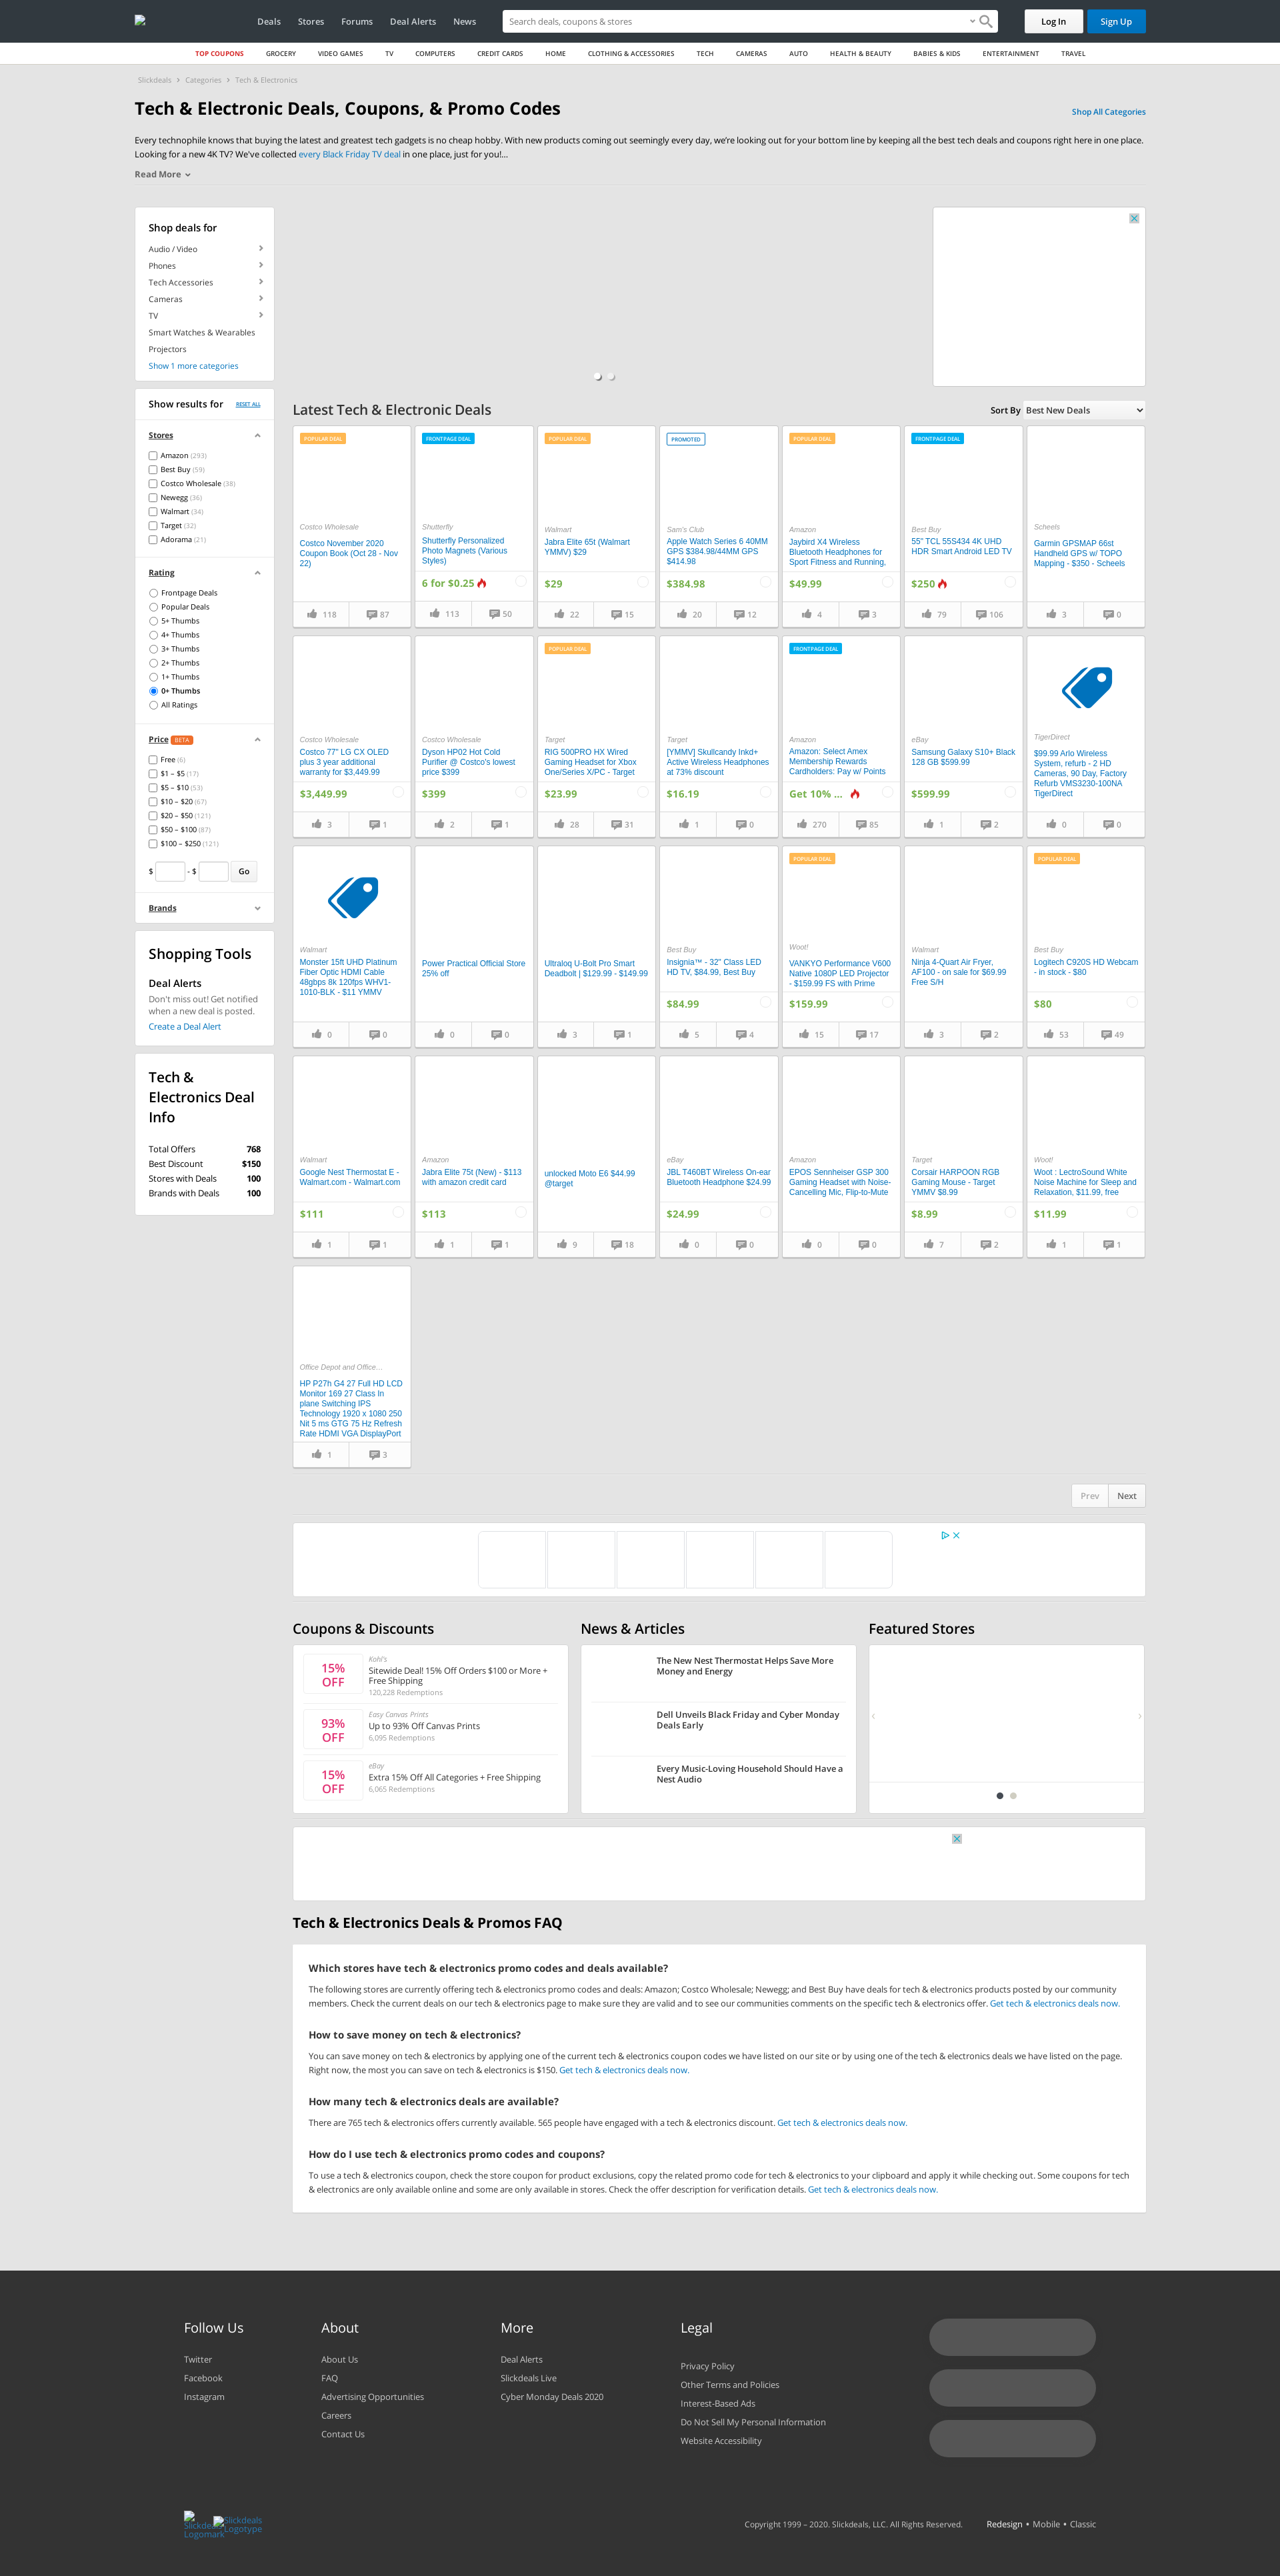 Deals Stores Forums Deal Alerts News Search deals, coupons & stores Log In Sign Up
TOP COUPONS GROCERY VIDEO GAMES TV COMPUTERS CREDIT CARDS HOME CLOTHING & ACCESSORIES TECH CAMERAS AUTO HEALTH & BEAUTY BABIES & KIDS ENTERTAINMENT TRAVEL
Slickdeals > Categories > Tech & Electronics
Tech & Electronic Deals, Coupons, & Promo Codes
Shop All Categories
Every technophile knows that buying the latest and greatest tech gadgets is no cheap hobby. With new products coming out seemingly every day, we're looking out for your bottom line by keeping all the best tech deals and coupons right here in one place.
Looking for a new 4K TV? We've collected every Black Friday TV deal in one place, just for you!...
Read More
Shop deals for
Audio / Video
Phones
Tech Accessories
Cameras
TV
Smart Watches & Wearables
Projectors
Show 1 more categories
Show results for RESET ALL
Stores
Amazon (293)
Best Buy (59)
Costco Wholesale (38)
Newegg (36)
Walmart (34)
Target (32)
Adorama (21)
Rating
Frontpage Deals
Popular Deals
5+ Thumbs
4+ Thumbs
3+ Thumbs
2+ Thumbs
1+ Thumbs
0+ Thumbs
All Ratings
Price BETA
Free (6)
$1 – $5 (17)
$5 – $10 (53)
$10 – $20 (67)
$20 – $50 (121)
$50 – $100 (87)
$100 – $250 (121)
$ - $ Go
Brands
Shopping Tools
Deal Alerts
Don't miss out! Get notified
when a new deal is posted.
Create a Deal Alert
Tech &
Electronics Deal
Info
Total Offers 768
Best Discount $150
Stores with Deals 100
Brands with Deals 100
Latest Tech & Electronic Deals
Sort By Best New Deals
POPULAR DEAL
Costco Wholesale
Costco November 2020
Coupon Book (Oct 28 - Nov
22)
118 87
FRONTPAGE DEAL
Shutterfly
Shutterfly Personalized
Photo Magnets (Various
Styles)
6 for $0.25
113 50
POPULAR DEAL
Walmart
Jabra Elite 65t (Walmart
YMMV) $29
$29
22 15
PROMOTED
Sam's Club
Apple Watch Series 6 40MM
GPS $384.98/44MM GPS
$414.98
$384.98
20 12
POPULAR DEAL
Amazon
Jaybird X4 Wireless
Bluetooth Headphones for
Sport Fitness and Running,
$49.99
4 3
FRONTPAGE DEAL
Best Buy
55" TCL 55S434 4K UHD
HDR Smart Android LED TV
$250
79 106
Scheels
Garmin GPSMAP 66st
Handheld GPS w/ TOPO
Mapping - $350 - Scheels
3 0
Costco Wholesale
Costco 77" LG CX OLED
plus 3 year additional
warranty for $3,449.99
$3,449.99
3 1
Costco Wholesale
Dyson HP02 Hot Cold
Purifier @ Costco's lowest
price $399
$399
2 1
POPULAR DEAL
Target
RIG 500PRO HX Wired
Gaming Headset for Xbox
One/Series X/PC - Target
$23.99
28 31
Target
[YMMV] Skullcandy Inkd+
Active Wireless Headphones
at 73% discount
$16.19
1 0
FRONTPAGE DEAL
Amazon
Amazon: Select Amex
Membership Rewards
Cardholders: Pay w/ Points
Get 10% ...
270 85
eBay
Samsung Galaxy S10+ Black
128 GB $599.99
$599.99
1 2
TigerDirect
$99.99 Arlo Wireless
System, refurb - 2 HD
Cameras, 90 Day, Factory
Refurb VMS3230-100NA
TigerDirect
0 0
Walmart
Monster 15ft UHD Platinum
Fiber Optic HDMI Cable
48gbps 8k 120fps WHV1-
1010-BLK - $11 YMMV
0 0
Power Practical Official Store
25% off
0 0
Ultraloq U-Bolt Pro Smart
Deadbolt | $129.99 - $149.99
3 1
Best Buy
Insignia™ - 32" Class LED
HD TV, $84.99, Best Buy
$84.99
5 4
POPULAR DEAL
Woot!
VANKYO Performance V600
Native 1080P LED Projector
- $159.99 FS with Prime
$159.99
15 17
Walmart
Ninja 4-Quart Air Fryer,
AF100 - on sale for $69.99
Free S/H
3 2
POPULAR DEAL
Best Buy
Logitech C920S HD Webcam
- in stock - $80
$80
53 49
Walmart
Google Nest Thermostat E -
Walmart.com - Walmart.com
$111
1 1
Amazon
Jabra Elite 75t (New) - $113
with amazon credit card
$113
1 1
unlocked Moto E6 $44.99
@target
9 18
eBay
JBL T460BT Wireless On-ear
Bluetooth Headphone $24.99
$24.99
0 0
Amazon
EPOS Sennheiser GSP 300
Gaming Headset with Noise-
Cancelling Mic, Flip-to-Mute
0 0
Target
Corsair HARPOON RGB
Gaming Mouse - Target
YMMV $8.99
$8.99
7 2
Woot!
Woot : LectroSound White
Noise Machine for Sleep and
Relaxation, $11.99, free
$11.99
1 1
Office Depot and Office...
HP P27h G4 27 Full HD LCD
Monitor 169 27 Class In
plane Switching IPS
Technology 1920 x 1080 250
Nit 5 ms GTG 75 Hz Refresh
Rate HDMI VGA DisplayPort
1 3
Prev Next
Coupons & Discounts
15%
OFF
Kohl's
Sitewide Deal! 15% Off Orders $100 or More +
Free Shipping
120,228 Redemptions
93%
OFF
Easy Canvas Prints
Up to 93% Off Canvas Prints
6,095 Redemptions
15%
OFF
eBay
Extra 15% Off All Categories + Free Shipping
6,065 Redemptions
News & Articles
The New Nest Thermostat Helps Save More
Money and Energy
Dell Unveils Black Friday and Cyber Monday
Deals Early
Every Music-Loving Household Should Have a
Nest Audio
Featured Stores
Tech & Electronics Deals & Promos FAQ
Which stores have tech & electronics promo codes and deals available?
The following stores are currently offering tech & electronics promo codes and deals: Amazon; Costco Wholesale; Newegg; and Best Buy have deals for tech & electronics products posted by our community
members. Check the current deals on our tech & electronics page to make sure they are valid and to see our communities comments on the specific tech & electronics offer. Get tech & electronics deals now.
How to save money on tech & electronics?
You can save money on tech & electronics by applying one of the current tech & electronics coupon codes we have listed on our site or by using one of the tech & electronics deals we have listed on the page.
Right now, the most you can save on tech & electronics is $150. Get tech & electronics deals now.
How many tech & electronics deals are available?
There are 765 tech & electronics offers currently available. 565 people have engaged with a tech & electronics discount. Get tech & electronics deals now.
How do I use tech & electronics promo codes and coupons?
To use a tech & electronics coupon, check the store coupon for product exclusions, copy the related promo code for tech & electronics to your clipboard and apply it while checking out. Some coupons for tech
& electronics are only available online and some are only available in stores. Check the offer description for verification details. Get tech & electronics deals now.
Follow Us
Twitter
Facebook
Instagram
About
About Us
FAQ
Advertising Opportunities
Careers
Contact Us
More
Deal Alerts
Slickdeals Live
Cyber Monday Deals 2020
Legal
Privacy Policy
Other Terms and Policies
Interest-Based Ads
Do Not Sell My Personal Information
Website Accessibility
Slickdeals
Logomark
Slickdeals
Logotype
Copyright 1999 – 2020. Slickdeals, LLC. All Rights Reserved. Redesign • Mobile • Classic